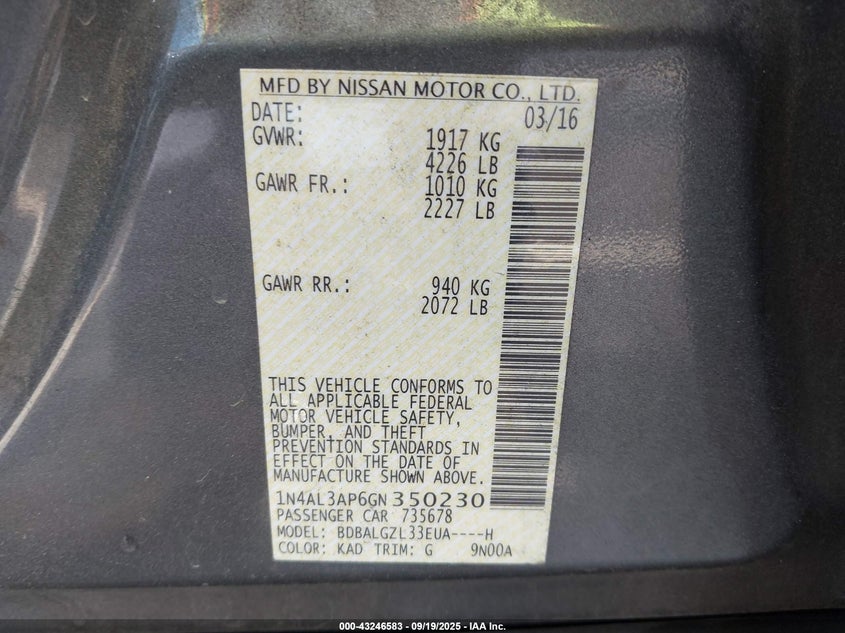 MFD BY NISSAN MOTOR CO., LTD.
DATE: 03/16
GVWR: 1917 KG
4226 LB
GAWR FR.: 1010 KG
2227 LB
GAWR RR.: 940 KG
2072 LB
THIS VEHICLE CONFORMS TO
ALL APPLICABLE FEDERAL
MOTOR VEHICLE SAFETY,
BUMPER, AND THEFT
PREVENTION STANDARDS IN
EFFECT ON THE DATE OF
MANUFACTURE SHOWN ABOVE.
1N4AL3AP6GN350230
PASSENGER CAR 735678
MODEL: BDBALGZL33EUA----H
COLOR: KAD TRIM: G 9N00A
000-43246583 - 09/19/2025 - IAA Inc.